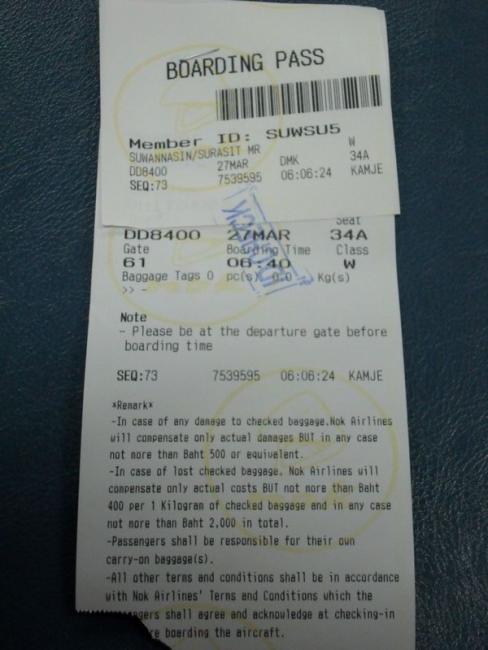 BOARDING PASS
Member ID: SUWSU5
SUWANNASIN/SURASIT MR W
DD8400 27MAR DMK 34A
SEQ:73 7539595 06:06:24 KAMJE
Seat
DD8400 27MAR 34A
Gate Boarding Time Class
61 06:40 W
Baggage Tags 0 pc(s) 0.0 Kg(s)
>> -
Note
- Please be at the departure gate before
boarding time
SEQ:73 7539595 06:06:24 KAMJE
*Remark*
-In case of any damage to checked baggage.Nok Airlines
will compensate only actual damages BUT in any case
not more than Baht 500 or equivalent.
-In case of lost checked baggage, Nok Airlines will
compensate only actual costs BUT not more than Baht
400 per 1 Kilogram of checked baggage and in any case
not more than Baht 2,000 in total.
-Passengers shall be responsible for their own
carry-on baggage(s).
-All other terms and conditions shall be in accordance
with Nok Airlines' Terms and Conditions which the
shall agree and acknowledge at checking-in
boarding the aircraft.